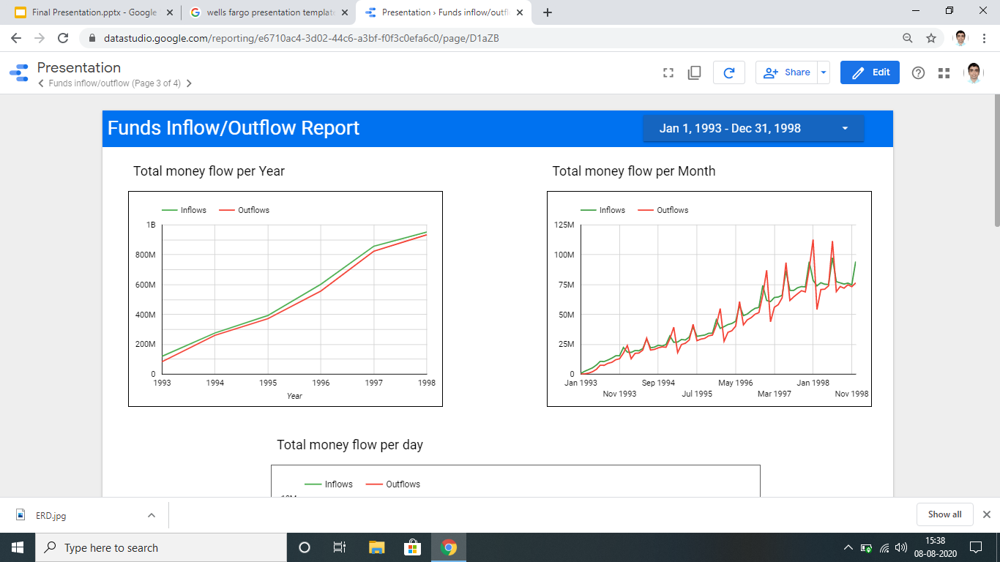 Final Presentation.pptx - Google
wells fargo presentation template
Presentation › Funds inflow/outfl
datastudio.google.com/reporting/e6710ac4-3d02-44c6-a3bf-f0f3c0efa6c0/page/D1aZB
Presentation
Funds inflow/outflow (Page 3 of 4)
Share
Edit
Funds Inflow/Outflow Report
Jan 1, 1993 - Dec 31, 1998
Total money flow per Year
Inflows
Outflows
1B
800M
600M
400M
200M
0
1993 1994 1995 1996 1997 1998
Year
Total money flow per Month
Inflows
Outflows
125M
100M
75M
50M
25M
0
Jan 1993 Sep 1994 May 1996 Jan 1998
Nov 1993 Jul 1995 Mar 1997 Nov 1998
Total money flow per day
Inflows
Outflows
ERD.jpg
Show all
Type here to search
15:38
08-08-2020